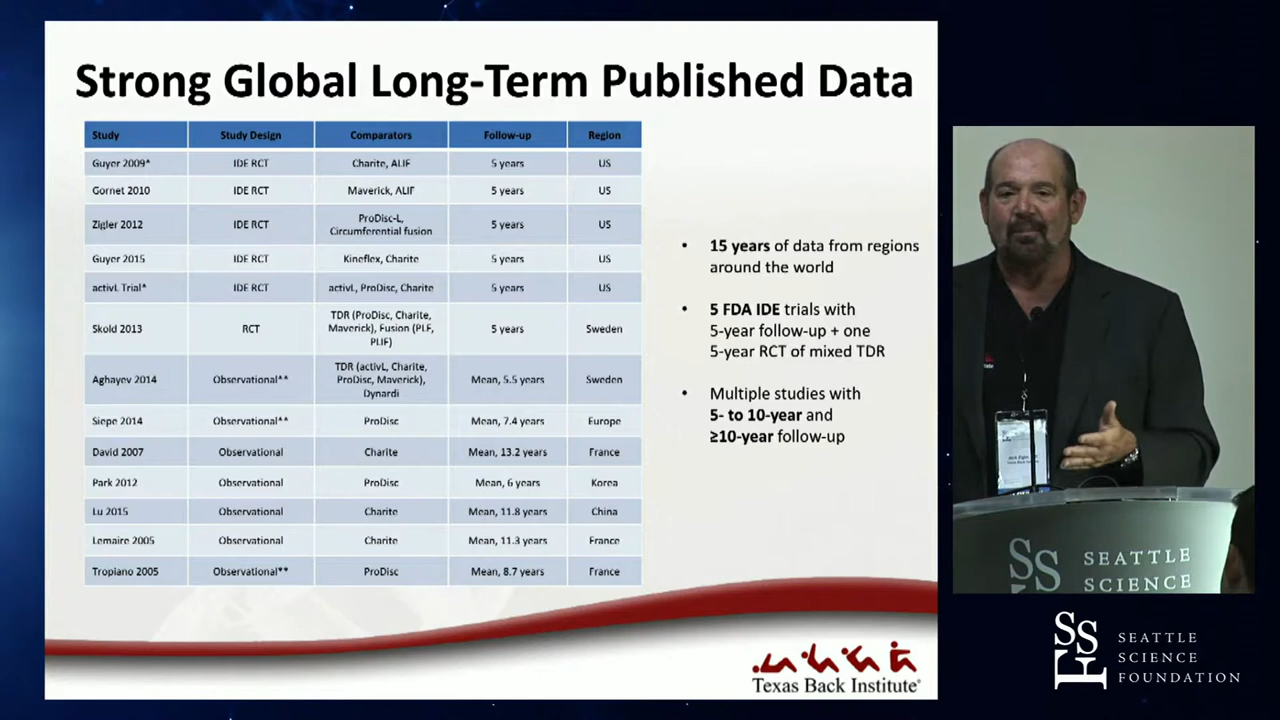 Strong Global Long-Term Published Data
Study Study Design Comparators Follow-up Region
Guyer 2009* IDE RCT Charite, ALIF 5 years US
Gornet 2010 IDE RCT Maverick, ALIF 5 years US
Zigler 2012 IDE RCT ProDisc-L, Circumferential fusion 5 years US
Guyer 2015 IDE RCT Kineflex, Charite 5 years US
activL Trial* IDE RCT activL, ProDisc, Charite 5 years US
Skold 2013 RCT TDR (ProDisc, Charite, Maverick), Fusion (PLF, PLIF) 5 years Sweden
Aghayev 2014 Observational** TDR (activL, Charite, ProDisc, Maverick), Dynardi Mean, 5.5 years Sweden
Siepe 2014 Observational** ProDisc Mean, 7.4 years Europe
David 2007 Observational Charite Mean, 13.2 years France
Park 2012 Observational ProDisc Mean, 6 years Korea
Lu 2015 Observational Charite Mean, 11.8 years China
Lemaire 2005 Observational Charite Mean, 11.3 years France
Tropiano 2005 Observational** ProDisc Mean, 8.7 years France
• 15 years of data from regions
around the world
• 5 FDA IDE trials with
5-year follow-up + one
5-year RCT of mixed TDR
• Multiple studies with
5- to 10-year and
≥10-year follow-up
Texas Back Institute®
SSF
SEATTLE
SCIENCE
SSF
SEATTLE
SCIENCE
FOUNDATION